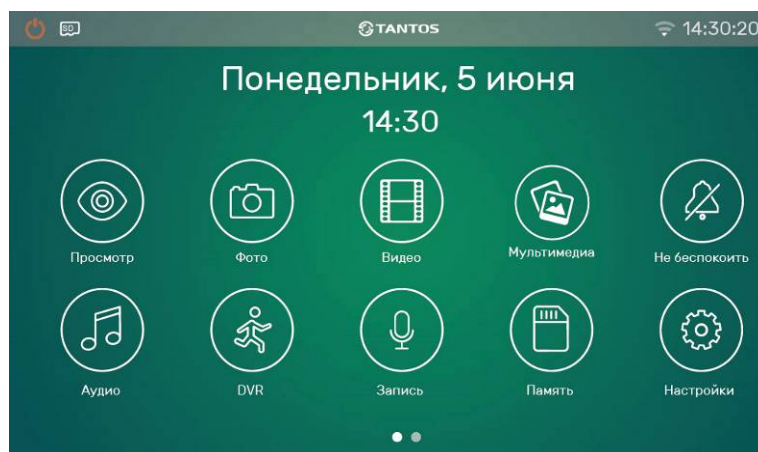 SD
TANTOS
14:30:20
Понедельник, 5 июня
14:30
Просмотр
Фото
Видео
Мультимедиа
Не беспокоить
Аудио
DVR
Запись
Память
Настройки